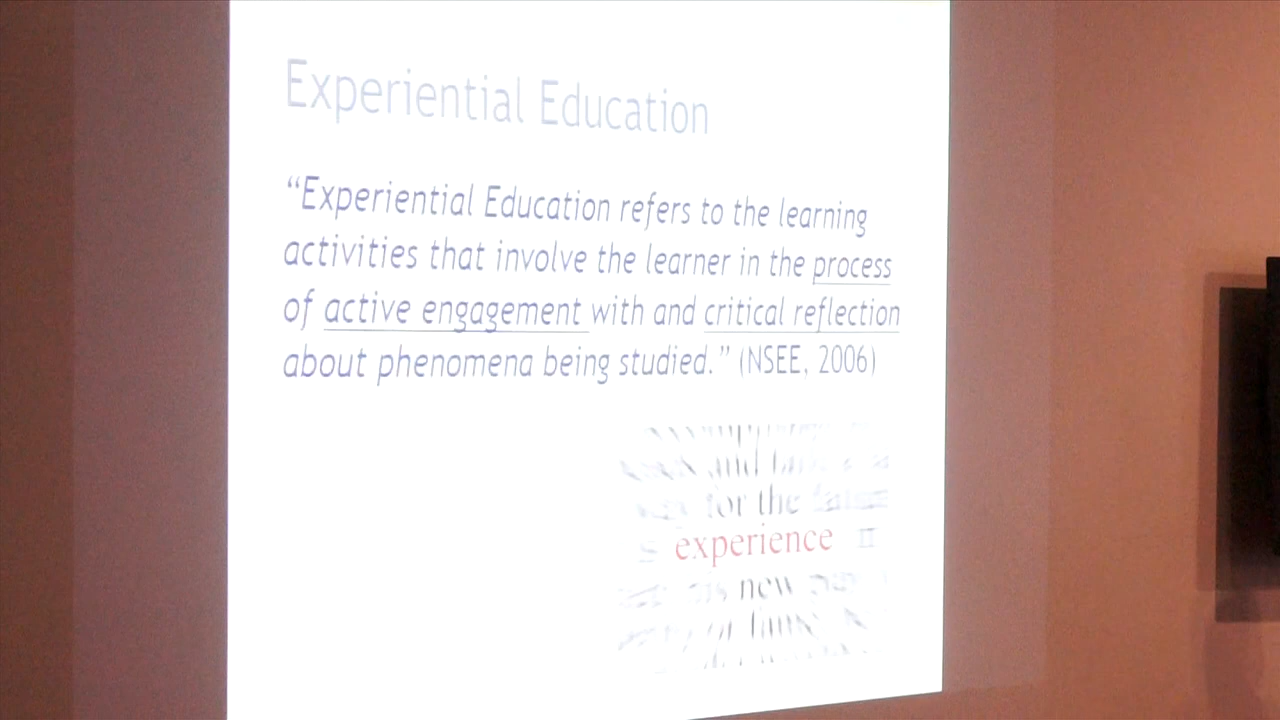 Experiential Education
“Experiential Education refers to the learning
activities that involve the learner in the process
of active engagement with and critical reflection
about phenomena being studied.” (NSEE, 2006)
and
for the
experience
new